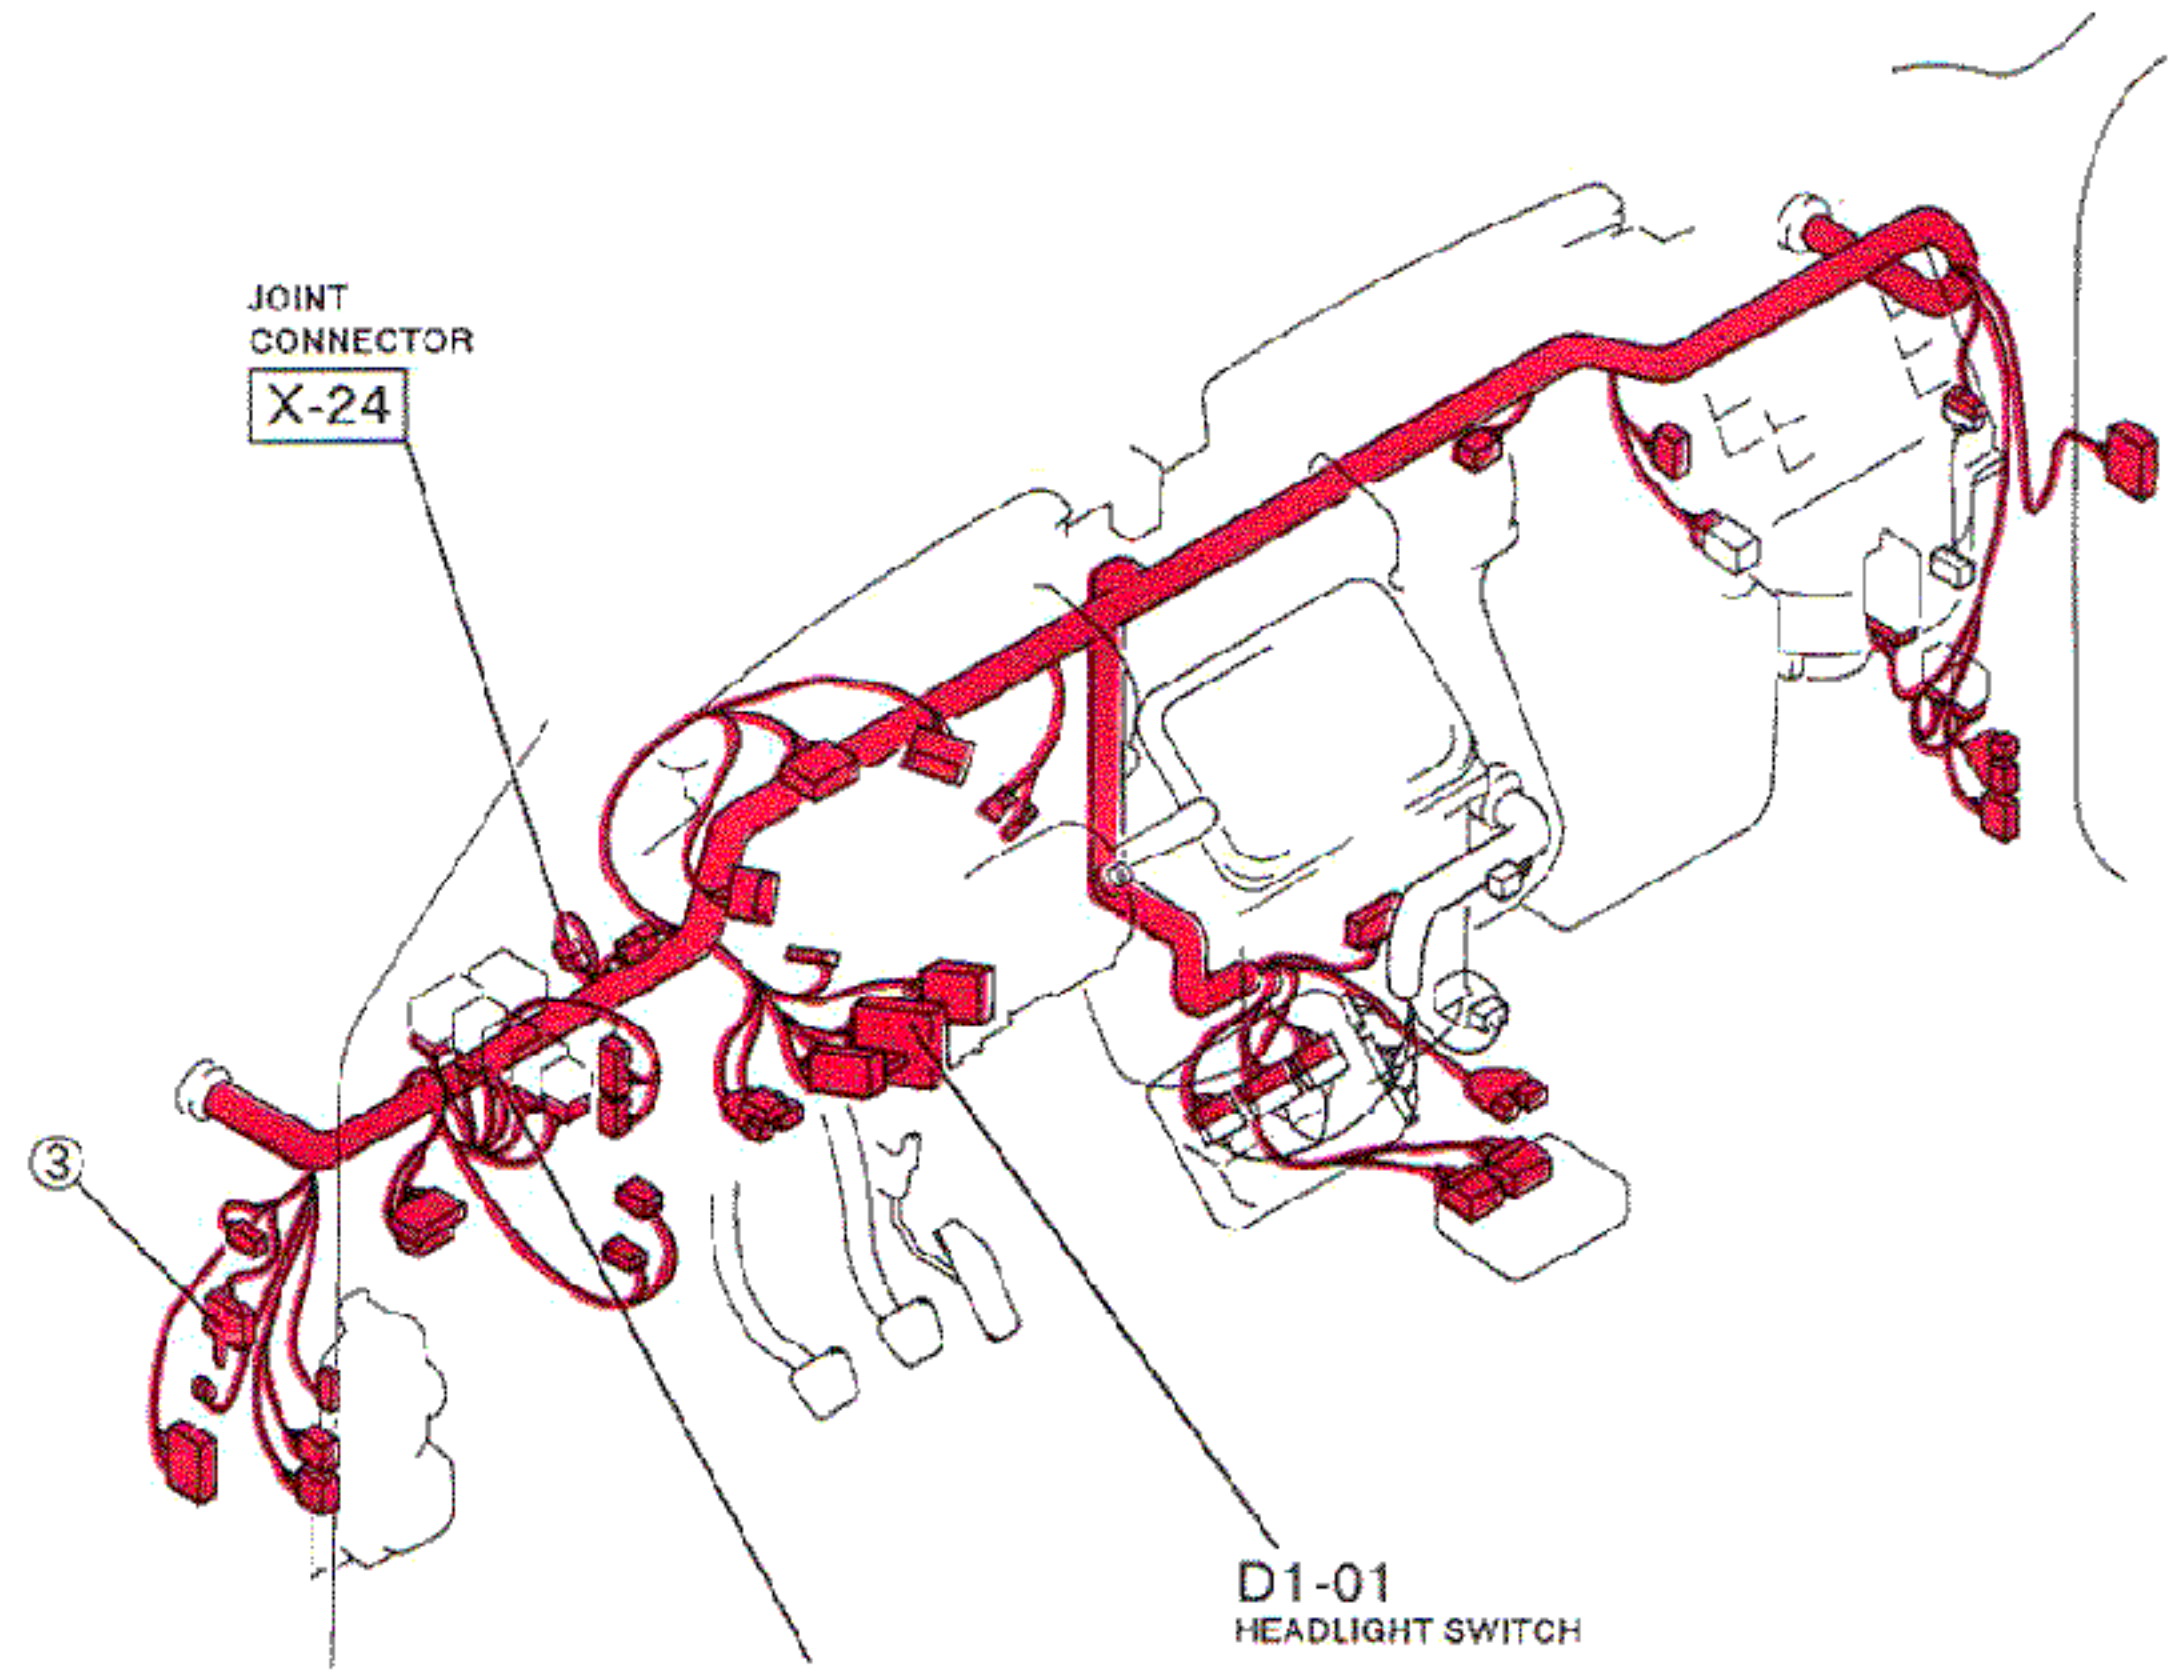 JOINT
CONNECTOR
X-24
3
D1-01
HEADLIGHT SWITCH